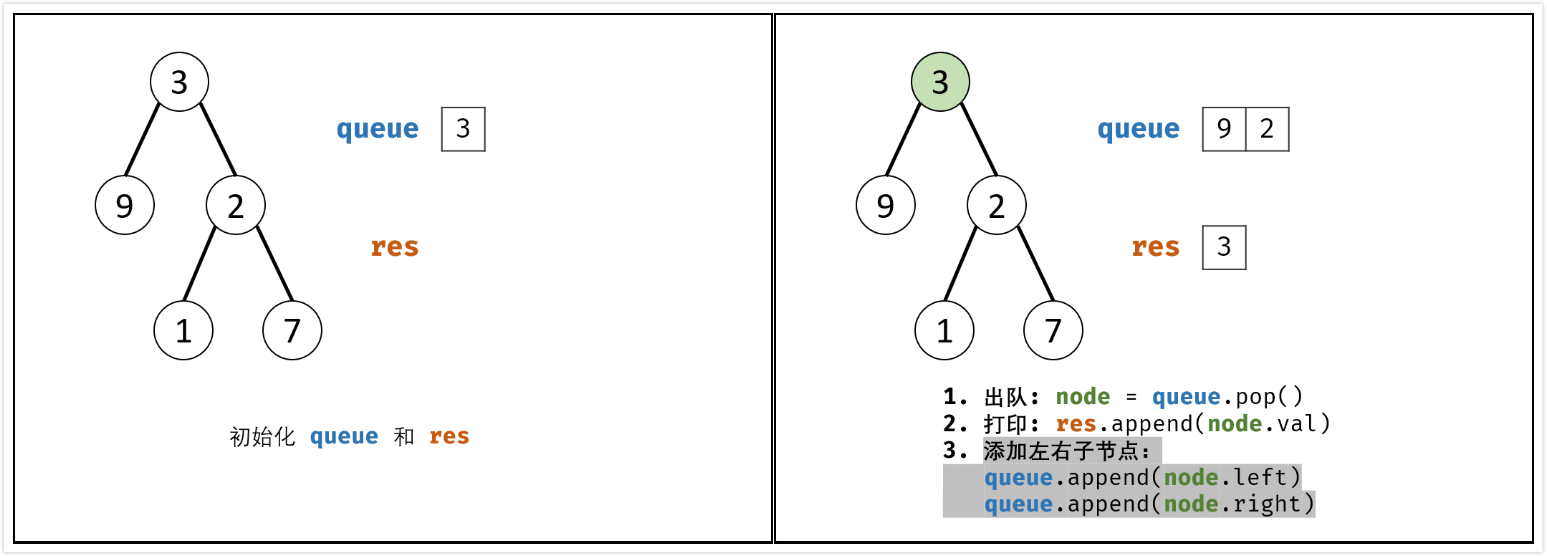 3
queue 3
9 2
res
1 7
初始化 queue 和 res
3
queue 9 2
9 2
res 3
1 7
1. 出队: node = queue.pop()
2. 打印: res.append(node.val)
3. 添加左右子节点:
queue.append(node.left)
queue.append(node.right)